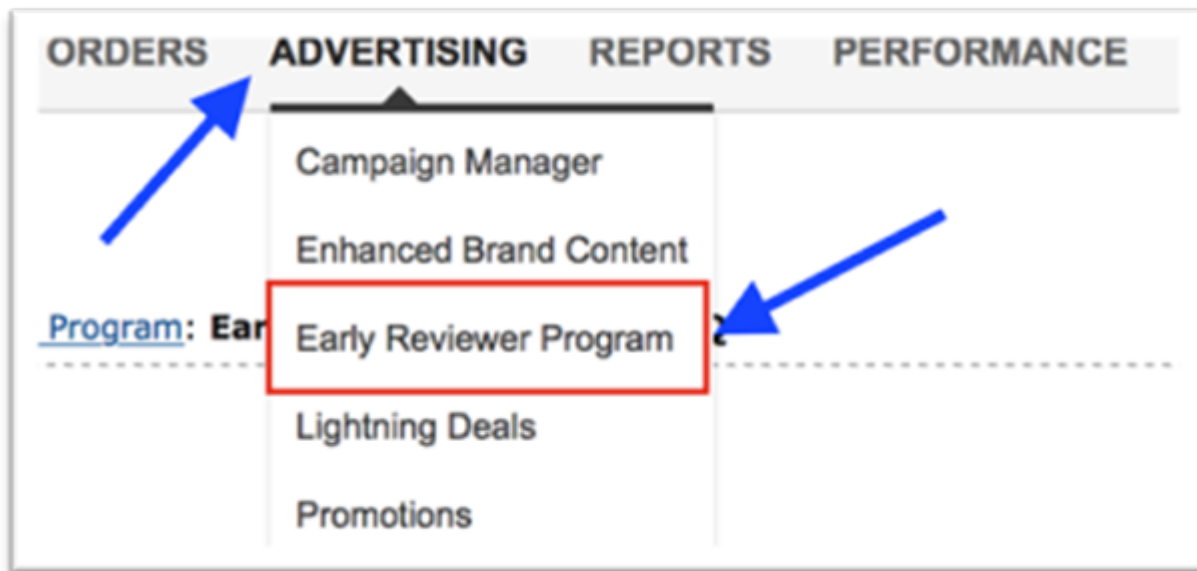 ORDERS ADVERTISING REPORTS PERFORMANCE
Campaign Manager
Enhanced Brand Content
Program: Ear
Early Reviewer Program
Lightning Deals
Promotions